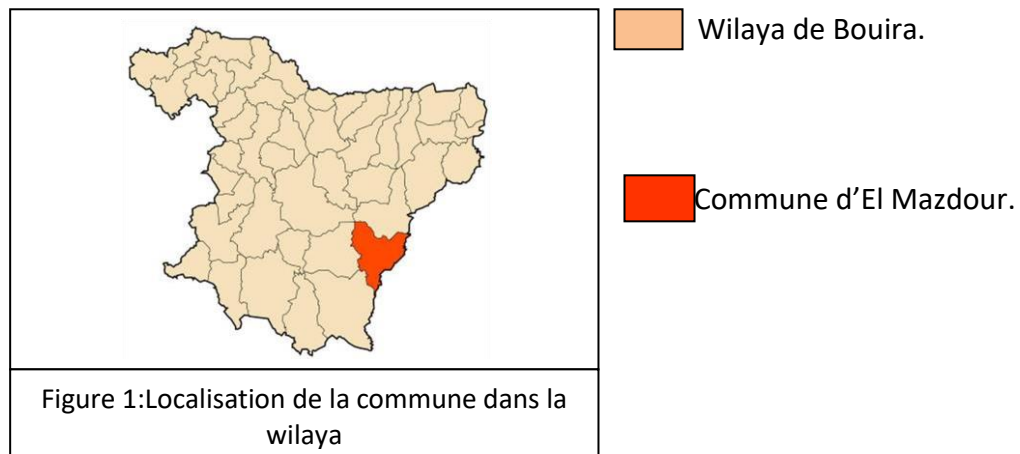 Wilaya de Bouira.
Commune d’El Mazdour.
Figure 1:Localisation de la commune dans la
wilaya